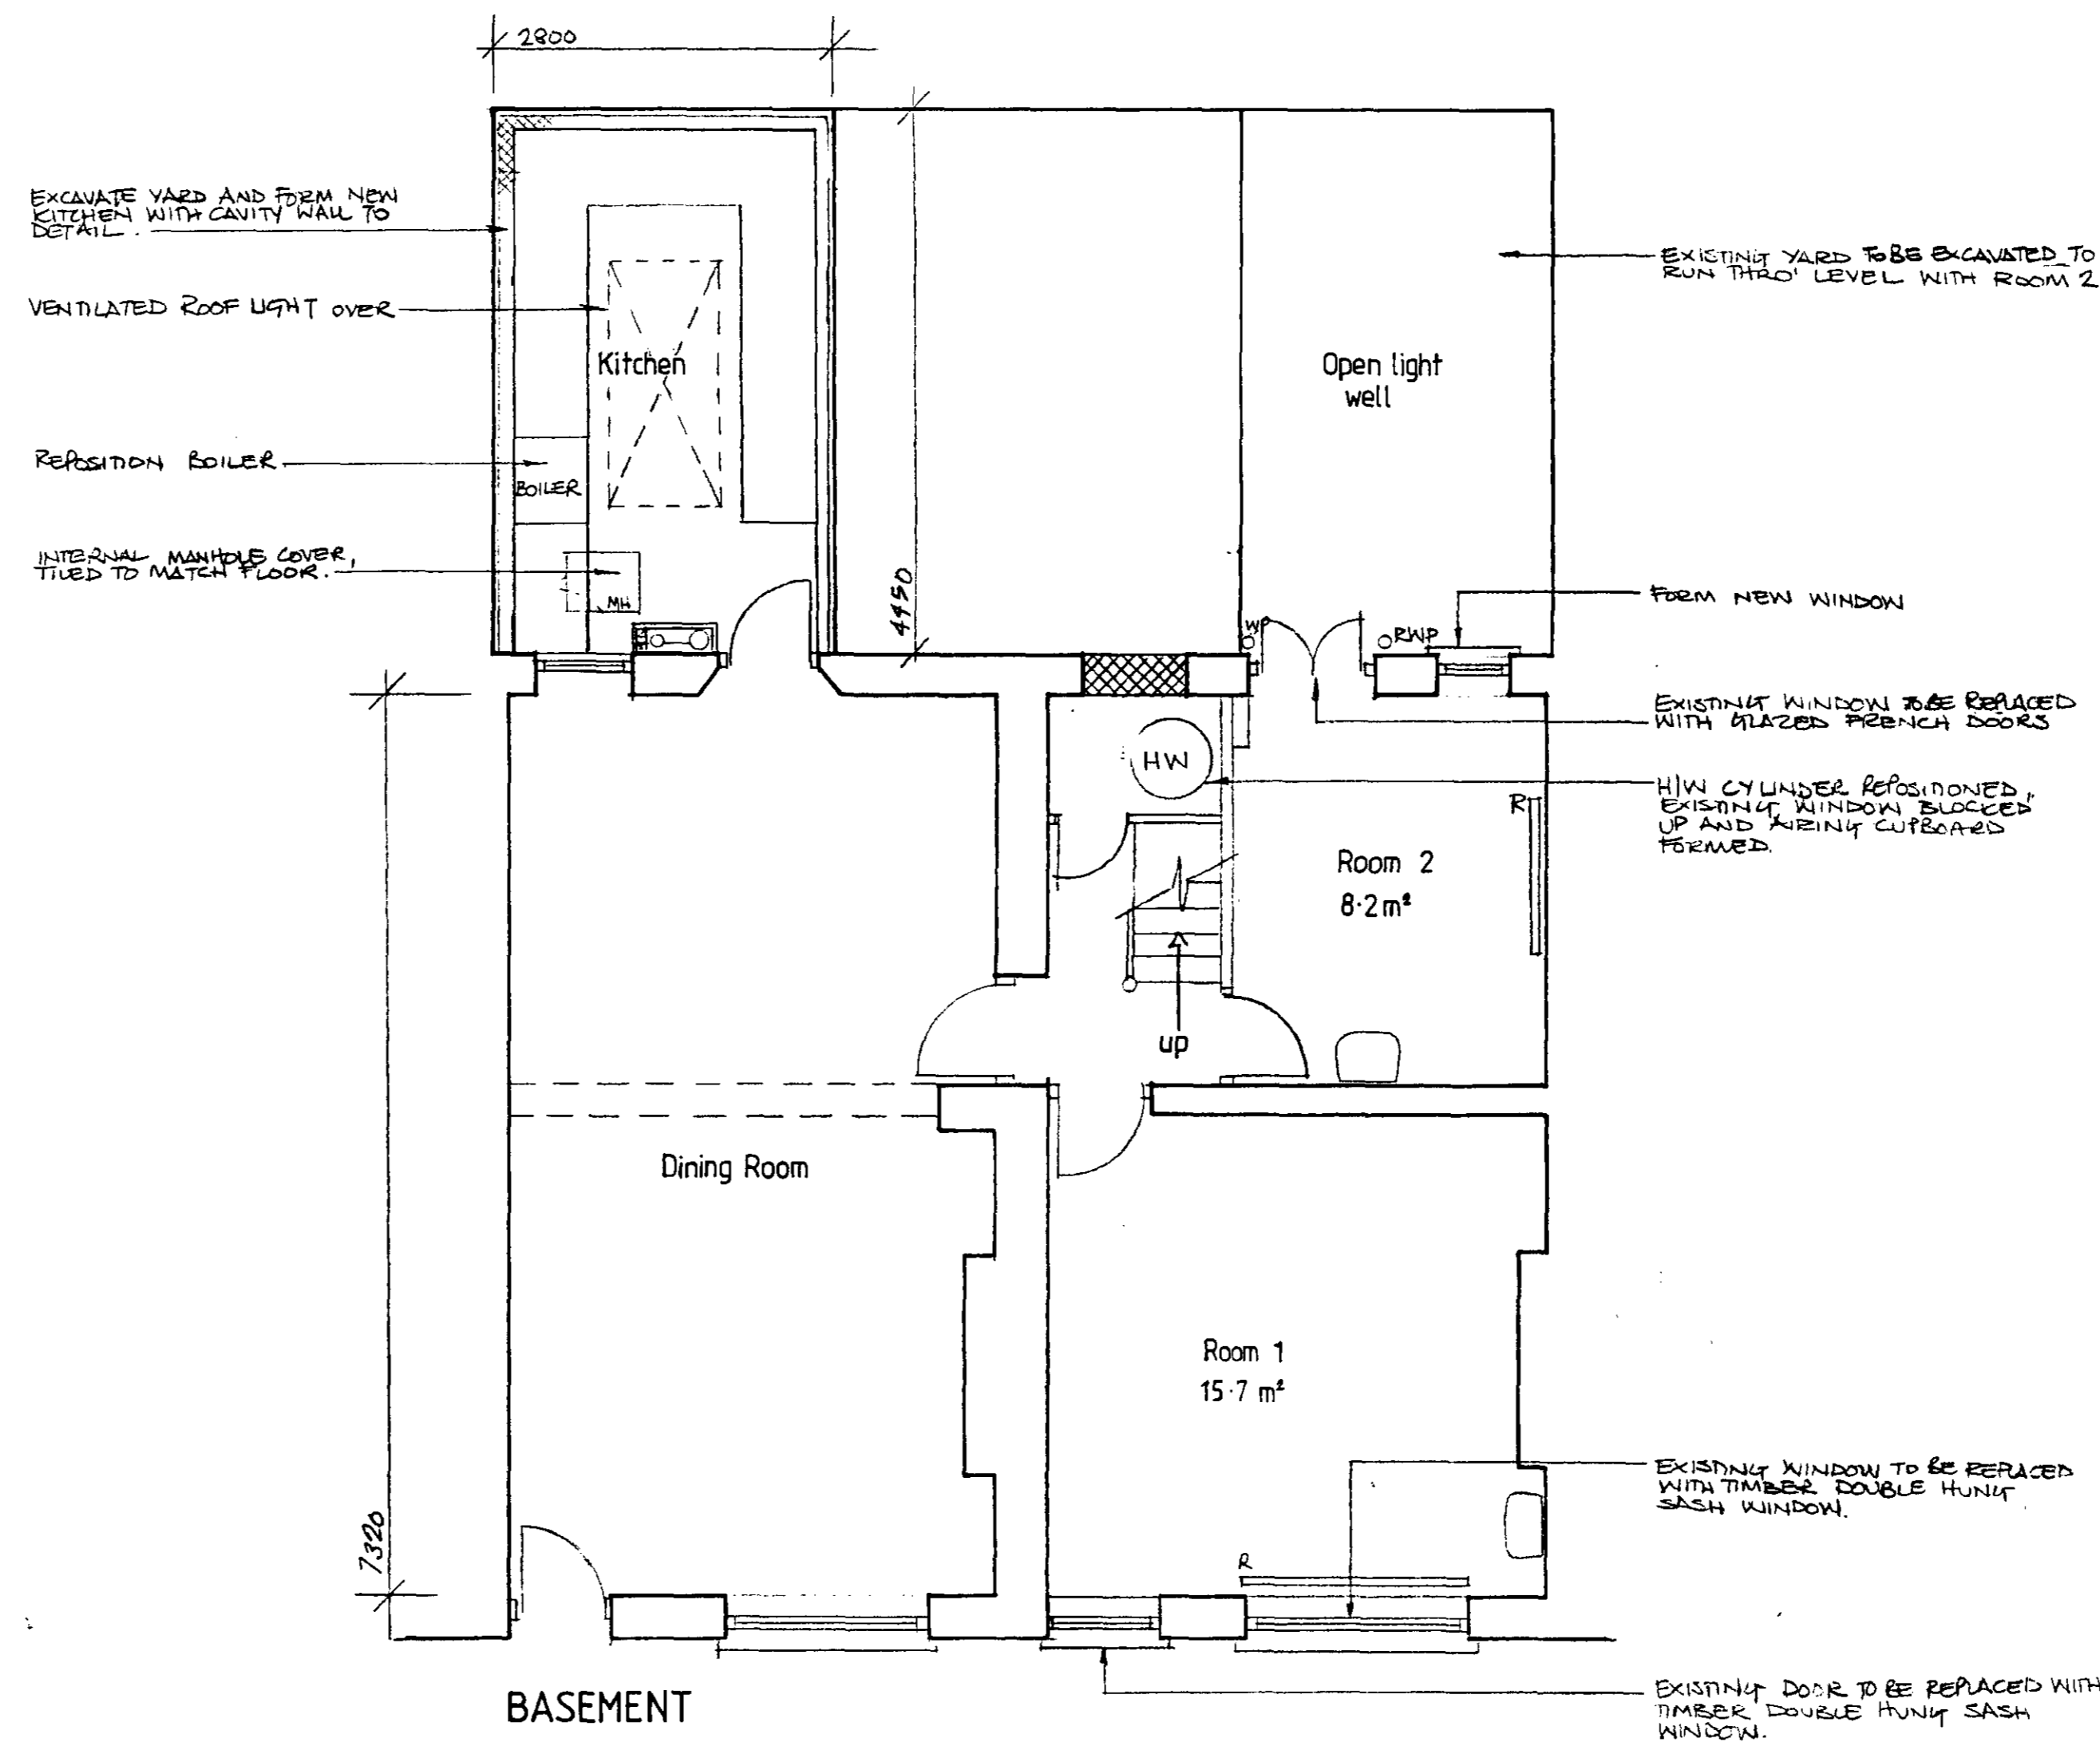 2800
EXCAVATE YARD AND FORM NEW
KITCHEN WITH CAVITY WALL TO
DETAIL.
VENTILATED ROOF LIGHT OVER
REPOSITION BOILER
INTERNAL MANHOLE COVER,
TILED TO MATCH FLOOR.
Kitchen
BOILER
MH
4450
Open light
well
W
RWP
EXISTING YARD TO BE EXCAVATED TO
RUN THRO' LEVEL WITH ROOM 2
FORM NEW WINDOW
EXISTING WINDOW TO BE REPLACED
WITH GLAZED FRENCH DOORS
H/W CYLINDER REPOSITIONED,
EXISTING WINDOW BLOCKED
UP AND AIRING CUPBOARD
FORMED.
HW
R
Room 2
8·2 m²
up
Dining Room
Room 1
15·7 m²
7320
R
EXISTING WINDOW TO BE REPLACED
WITH TIMBER DOUBLE HUNG
SASH WINDOW.
EXISTING DOOR TO BE REPLACED WITH
TIMBER DOUBLE HUNG SASH
WINDOW.
BASEMENT